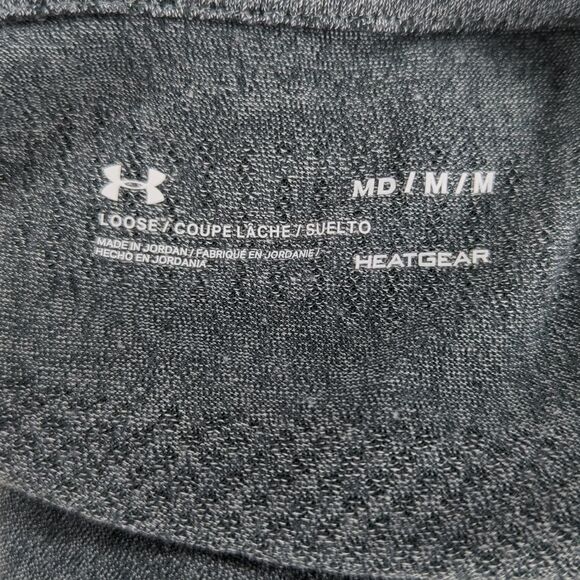 MD / M / M
LOOSE / COUPE LÂCHE / SUELTO
MADE IN JORDAN / FABRIQUÉ EN JORDANIE /
HECHO EN JORDANIA
HEATGEAR